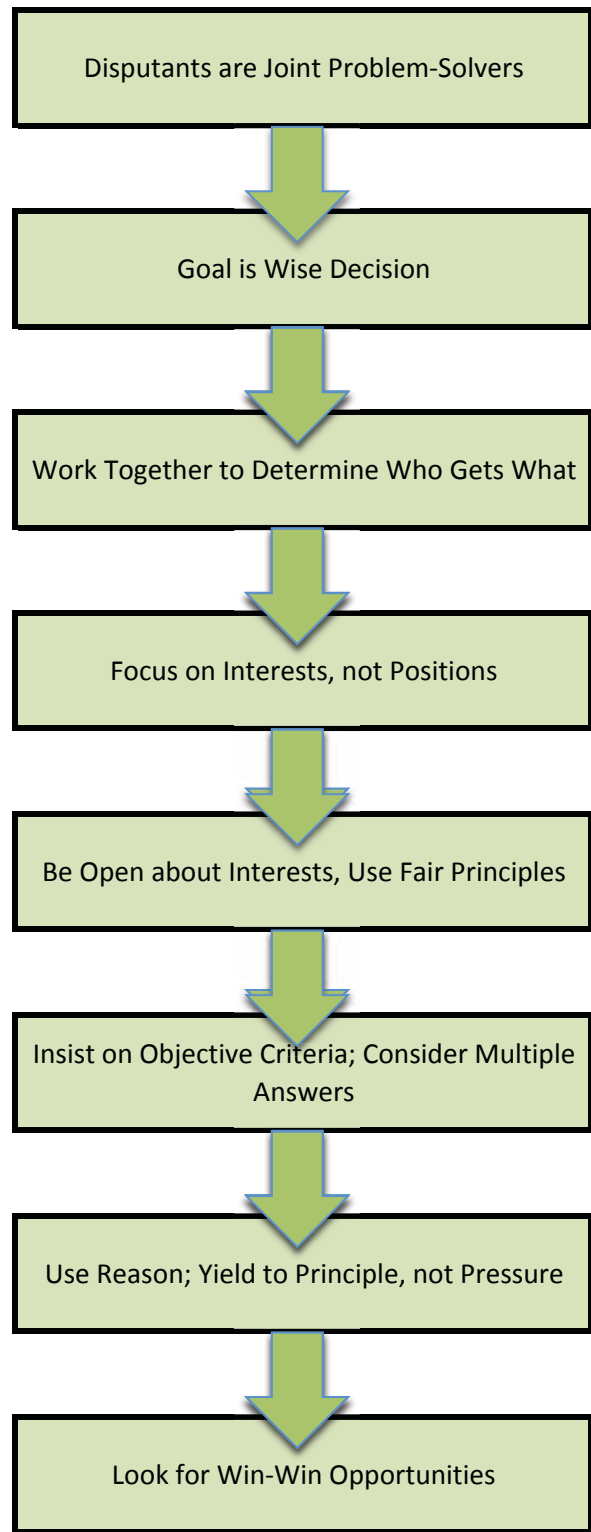 Disputants are Joint Problem-Solvers
Goal is Wise Decision
Work Together to Determine Who Gets What
Focus on Interests, not Positions
Be Open about Interests, Use Fair Principles
Insist on Objective Criteria; Consider Multiple
Answers
Use Reason; Yield to Principle, not Pressure
Look for Win-Win Opportunities